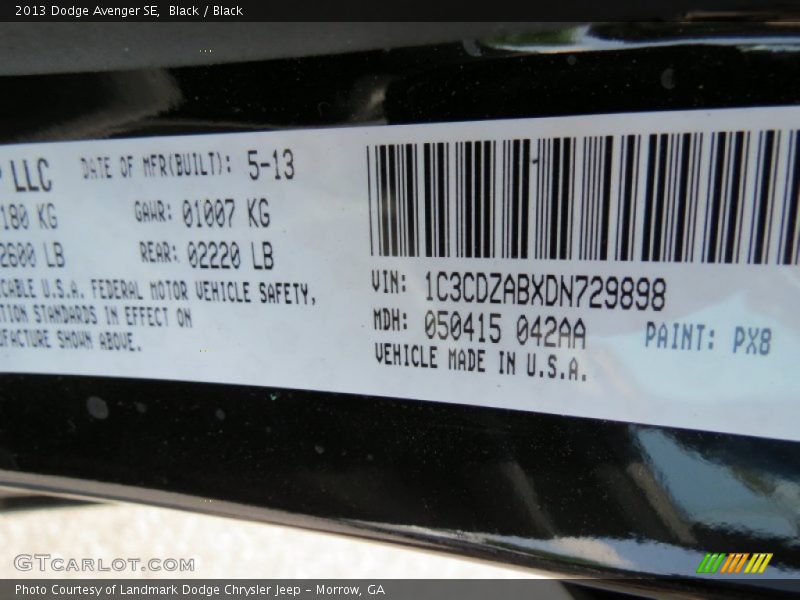 2013 Dodge Avenger SE,  Black / Black
LLC
DATE OF MFR(BUILT): 5-13
180 KG
GAWR: 01007 KG
2600 LB
REAR: 02220 LB
CABLE U.S.A. FEDERAL MOTOR VEHICLE SAFETY,
TION STANDARDS IN EFFECT ON
FACTURE SHOWN ABOVE.
VIN: 1C3CDZABXDN729898
MDH: 050415 042AA
PAINT: PX8
VEHICLE MADE IN U.S.A.
GTCARLOT.COM
Photo Courtesy of Landmark Dodge Chrysler Jeep – Morrow, GA